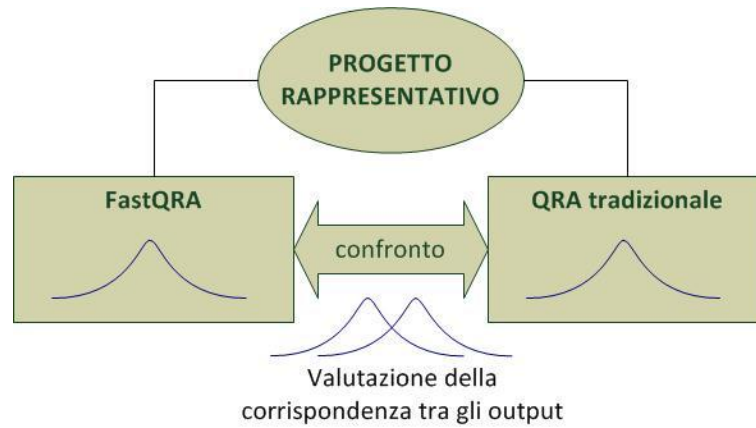 PROGETTO
RAPPRESENTATIVO
FastQRA
QRA tradizionale
confronto
Valutazione della
corrispondenza tra gli output